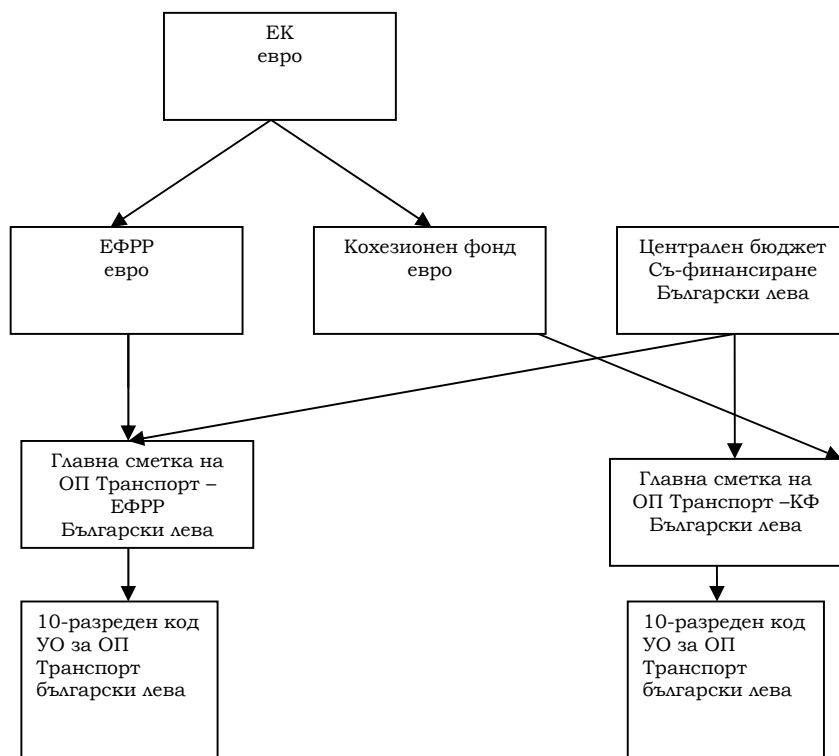 ЕК
евро
ЕФРР
евро
Кохезионен фонд
евро
Централен бюджет
Съ-финансиране
Български лева
Главна сметка на
ОП Транспорт –
ЕФРР
Български лева
Главна сметка на
ОП Транспорт –КФ
Български лева
10-разреден код
УО за ОП
Транспорт
български лева
10-разреден код
УО за ОП
Транспорт
български лева